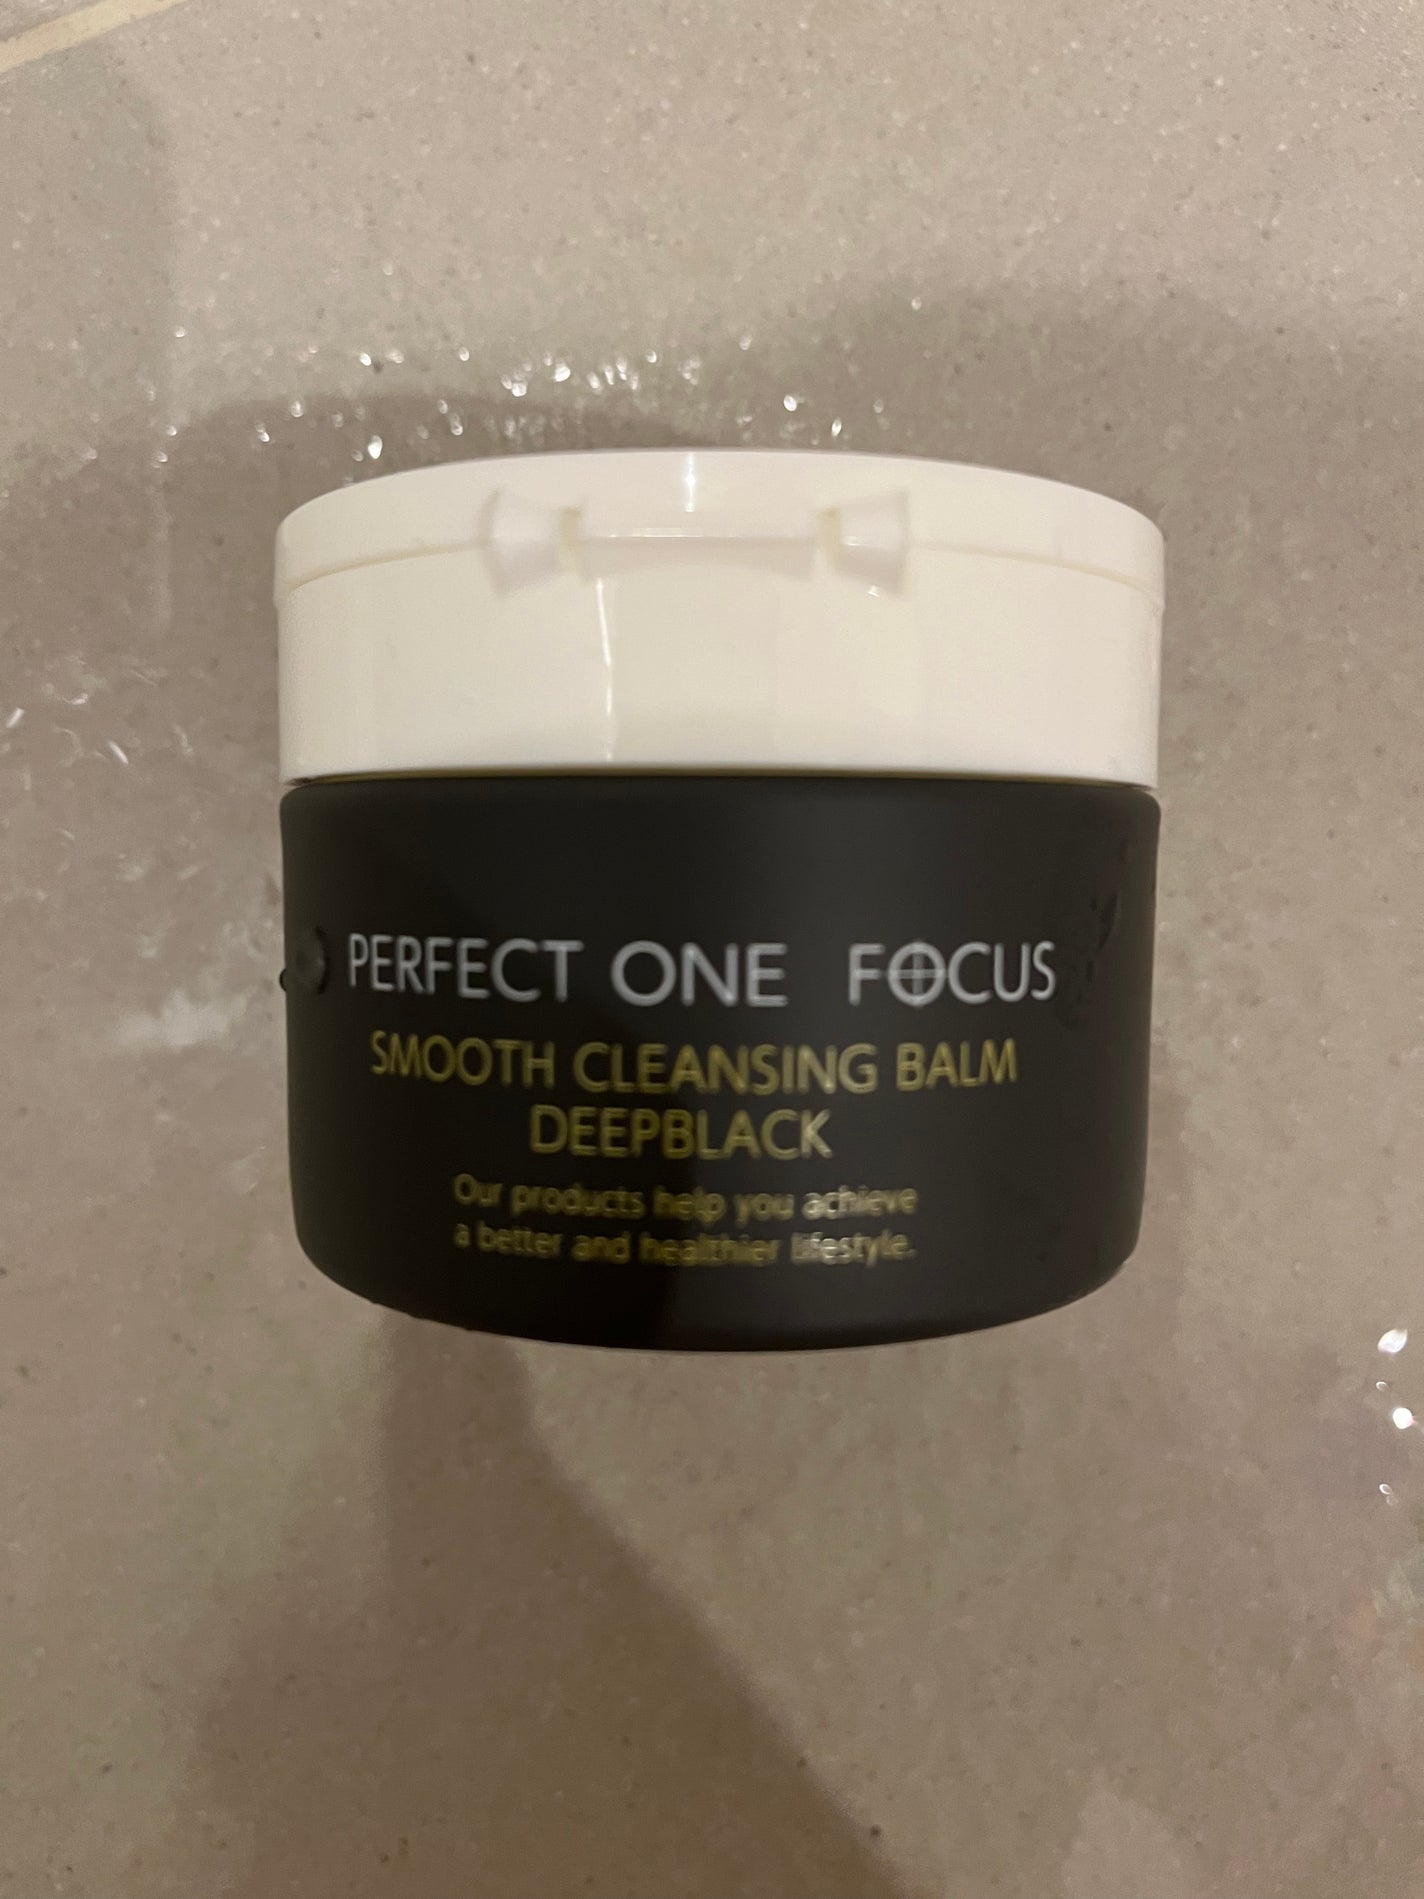 PERFECT ONE FOCUS
SMOOTH CLEANSING BALM
DEEPBLACK
Our products help you achieve
a better and healthier lifestyle.